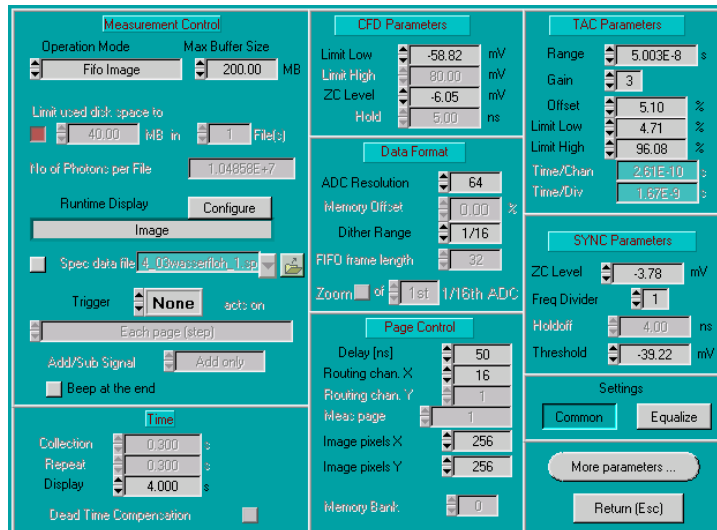 Measurement Control
Operation Mode Max Buffer Size
Fifo Image 200.00 MB
Limit used disk space to
40.00 MB in 1 File(s)
No of Photons per File 1.04858E+7
Runtime Display Configure
Image
Spec data file 4_03wasserfloh_1.sp
Trigger None acts on
Each page (step)
Add/Sub Signal Add only
Beep at the end
Time
Collection 0.300 s
Repeat 0.300 s
Display 4.000 s
Dead Time Compensation
CFD Parameters
Limit Low -58.82 mV
Limit High 80.00 mV
ZC Level -6.05 mV
Hold 5.00 ns
Data Format
ADC Resolution 64
Memory Offset 0.00 %
Dither Range 1/16
FIFO frame length 32
Zoom of 1st 1/16th ADC
Page Control
Delay [ns] 50
Routing chan. X 16
Routing chan. Y 1
Meas page 1
Image pixels X 256
Image pixels Y 256
Memory Bank 0
TAC Parameters
Range 5.003E-8 s
Gain 3
Offset 5.10 %
Limit Low 4.71 %
Limit High 96.08 %
Time/Chan 2.61E-10 s
Time/Div 1.67E-9 s
SYNC Parameters
ZC Level -3.78 mV
Freq Divider 1
Holdoff 4.00 ns
Threshold -39.22 mV
Settings
Common Equalize
More parameters ...
Return (Esc)